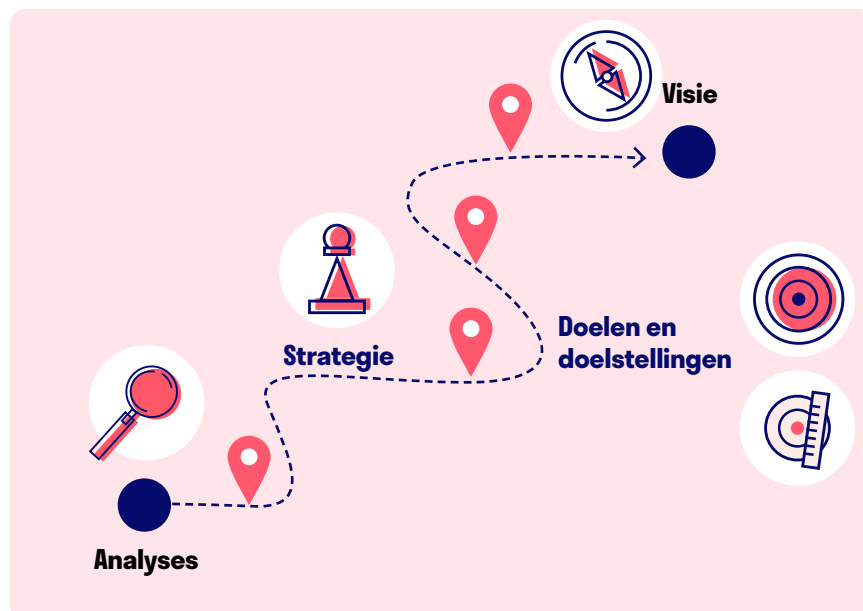 Visie
Strategie
Doelen en
doelstellingen
Analyses